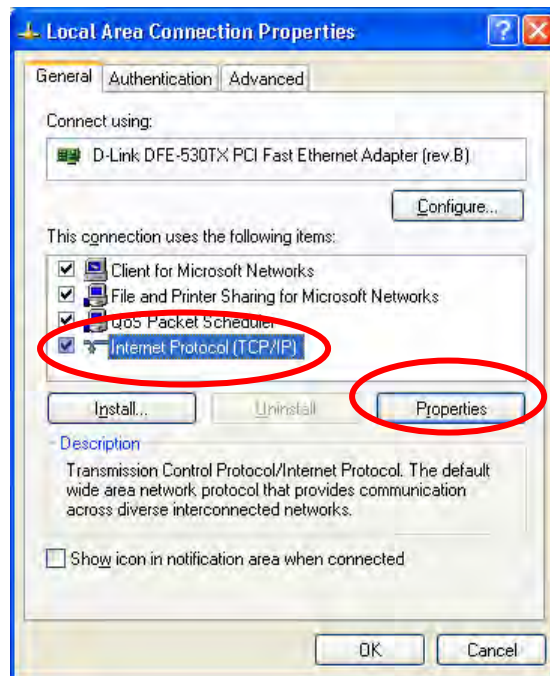 Local Area Connection Properties
General Authentication Advanced
Connect using:
D-Link DFE-530TX PCI Fast Ethernet Adapter (rev.B)
Configure...
This connection uses the following items:
Client for Microsoft Networks
File and Printer Sharing for Microsoft Networks
QoS Packet Scheduler
Internet Protocol (TCP/IP)
Install... Uninstall Properties
Description
Transmission Control Protocol/Internet Protocol. The default
wide area network protocol that provides communication
across diverse interconnected networks.
Show icon in notification area when connected
OK Cancel